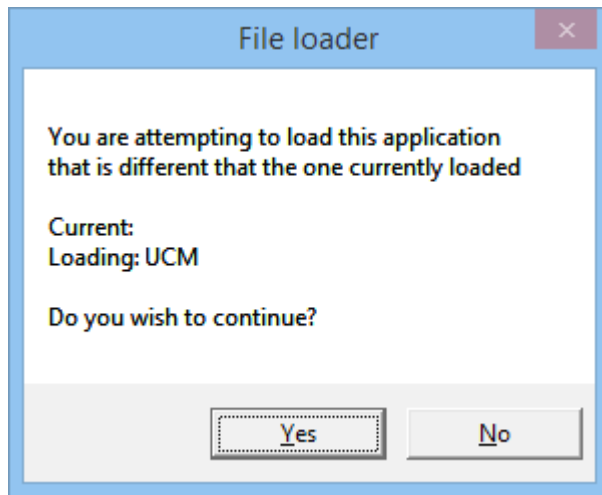 File loader
You are attempting to load this application
that is different that the one currently loaded
Current:
Loading: UCM
Do you wish to continue?
Yes
No